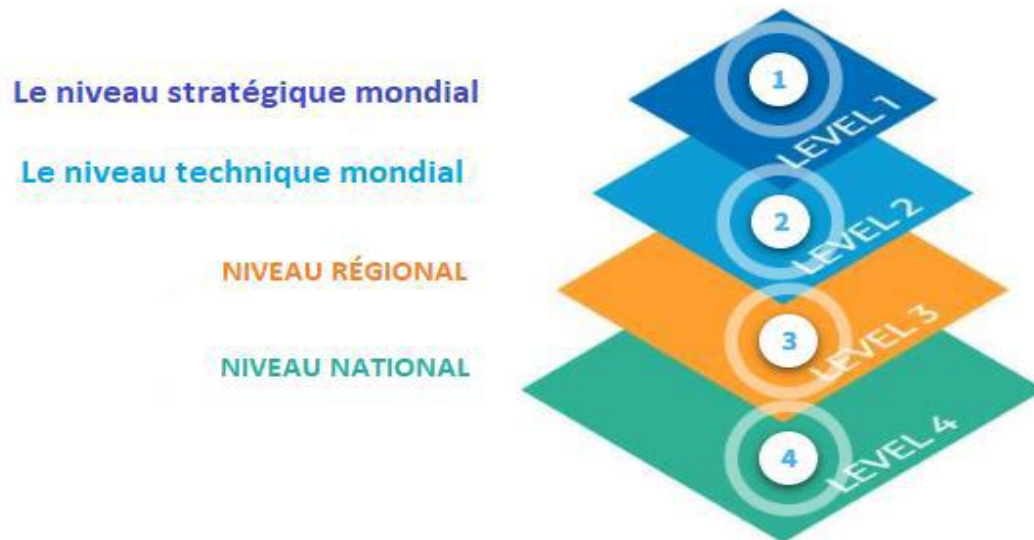 1
LEVEL 1
Le niveau stratégique mondial
2
LEVEL 2
Le niveau technique mondial
3
LEVEL 3
NIVEAU RÉGIONAL
4
LEVEL 4
NIVEAU NATIONAL